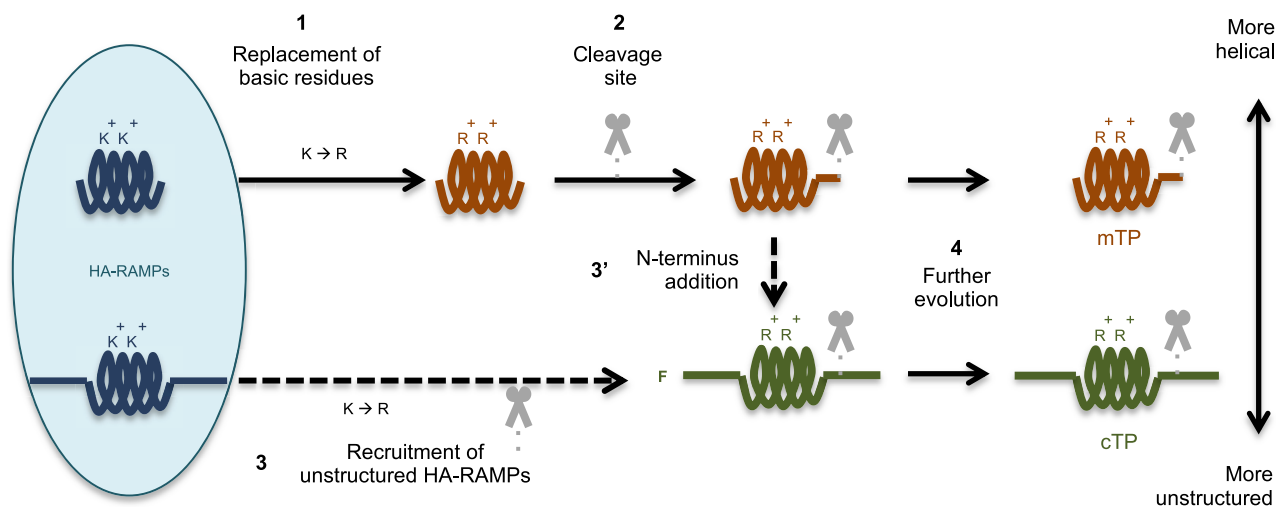 1
Replacement of
basic residues
2
Cleavage
site
More
helical
+ +
K K
K → R
+ +
R R
+ +
R R
+ +
R R
mTP
HA-RAMPs
3'
N-terminus
addition
4
Further
evolution
+ +
K K
K → R
F
+ +
R R
+ +
R R
cTP
3
Recruitment of
unstructured HA-RAMPs
More
unstructured